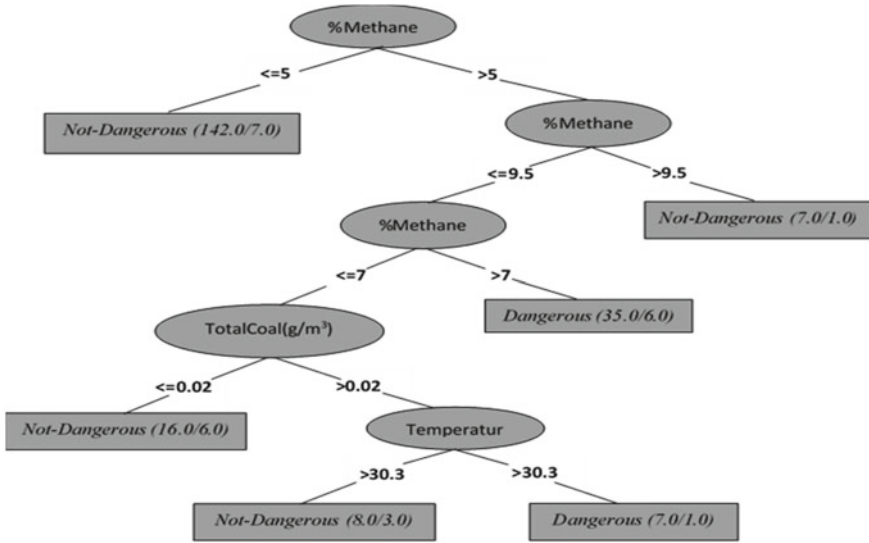 %Methane
<=5
>5
Not-Dangerous (142.0/7.0)
%Methane
<=9.5
>9.5
%Methane
Not-Dangerous (7.0/1.0)
<=7
>7
TotalCoal(g/m³)
Dangerous (35.0/6.0)
<=0.02
>0.02
Not-Dangerous (16.0/6.0)
Temperatur
>30.3
>30.3
Not-Dangerous (8.0/3.0)
Dangerous (7.0/1.0)